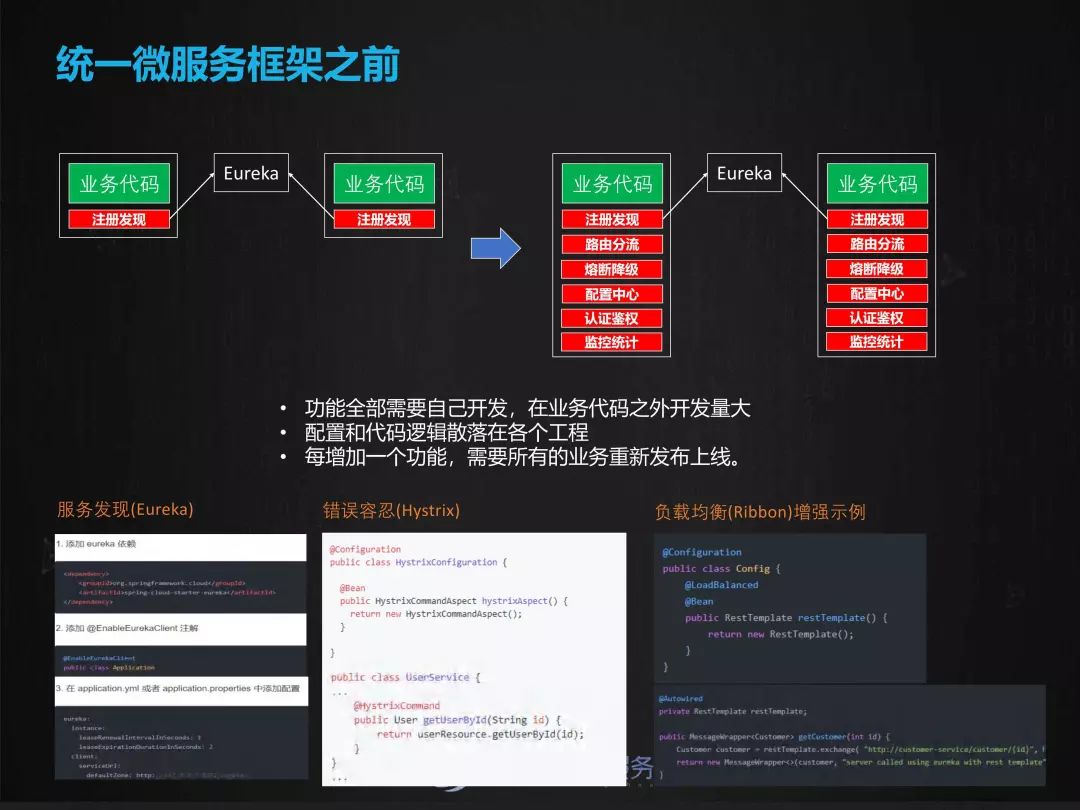 统一微服务框架之前
业务代码
注册发现
Eureka
业务代码
注册发现
业务代码
注册发现
路由分流
熔断降级
配置中心
认证鉴权
监控统计
Eureka
业务代码
注册发现
路由分流
熔断降级
配置中心
认证鉴权
监控统计
• 功能全部需要自己开发，在业务代码之外开发量大
• 配置和代码逻辑散落在各个工程
• 每增加一个功能，需要所有的业务重新发布上线。
服务发现(Eureka)
1. 添加 eureka 依赖
<dependency>
<groupId>org.springframework.cloud</groupId>
<artifactId>spring-cloud-starter-eureka</artifactId>
</dependency>
2. 添加 @EnableEurekaClient 注解
@EnableEurekaClient
public class Application
3. 在 application.yml 或者 application.properties 中添加配置
eureka:
instance:
leaseRenewalIntervalInSeconds: 1
leaseExpirationDurationInSeconds: 2
client:
serviceUrl:
defaultZone: http:
错误容忍(Hystrix)
@Configuration
public class HystrixConfiguration {
@Bean
public HystrixCommandAspect hystrixAspect() {
return new HystrixCommandAspect();
}
}
public class UserService {
...
@HystrixCommand
public User getUserById(String id) {
return userResource.getUserById(id);
}
}
...
负载均衡(Ribbon)增强示例
@Configuration
public class Config {
@LoadBalanced
@Bean
public RestTemplate restTemplate() {
return new RestTemplate();
}
}
@Autowired
private RestTemplate restTemplate;
public MessageWrapper<Customer> getCustomer(int id) {
Customer customer = restTemplate.exchange( "http://customer-service/customer/{id}",
return new MessageWrapper<>(customer, "server called using eureka with rest template"
}
服务